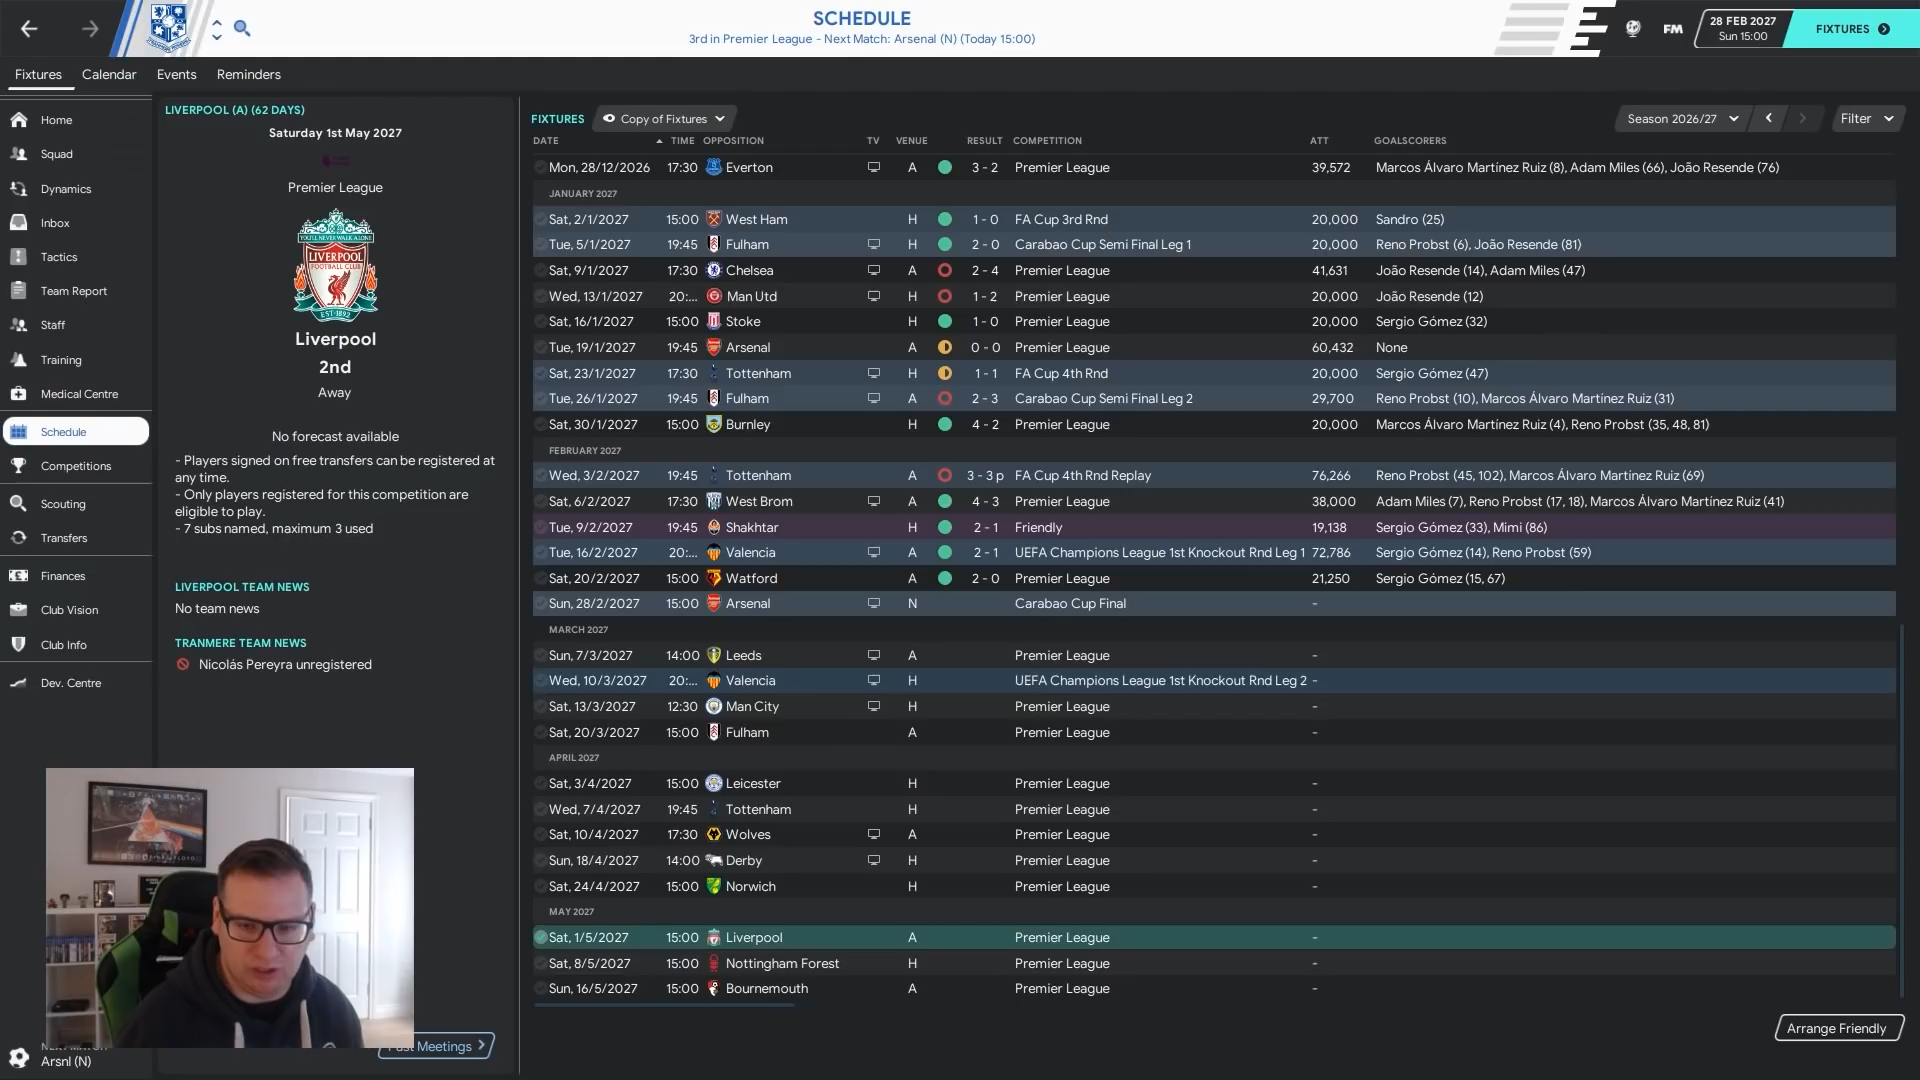 SCHEDULE
3rd in Premier League - Next Match: Arsenal (N) (Today 15:00)
FM
28 FEB 2027
Sun 15:00
FIXTURES
Fixtures Calendar Events Reminders
Home
Squad
Dynamics
Inbox
Tactics
Team Report
Staff
Training
Medical Centre
Schedule
Competitions
Scouting
Transfers
Finances
Club Vision
Club Info
Dev. Centre
Arsnl (N)
LIVERPOOL (A) (62 DAYS)
Saturday 1st May 2027
Premier League
YOU'LL NEVER WALK ALONE
LIVERPOOL
FOOTBALL CLUB
EST·1892
Liverpool
2nd
Away
No forecast available
- Players signed on free transfers can be registered at
any time.
- Only players registered for this competition are
eligible to play.
- 7 subs named, maximum 3 used
LIVERPOOL TEAM NEWS
No team news
TRANMERE TEAM NEWS
Nicolás Pereyra unregistered
Past Meetings
FIXTURES Copy of Fixtures Season 2026/27 Filter
DATE TIME OPPOSITION TV VENUE RESULT COMPETITION ATT GOALSCORERS
Mon, 28/12/2026 17:30 Everton A 3 - 2 Premier League 39,572 Marcos Álvaro Martínez Ruiz (8), Adam Miles (66), João Resende (76)
JANUARY 2027
Sat, 2/1/2027 15:00 West Ham H 1 - 0 FA Cup 3rd Rnd 20,000 Sandro (25)
Tue, 5/1/2027 19:45 Fulham H 2 - 0 Carabao Cup Semi Final Leg 1 20,000 Reno Probst (6), João Resende (81)
Sat, 9/1/2027 17:30 Chelsea A 2 - 4 Premier League 41,631 João Resende (14), Adam Miles (47)
Wed, 13/1/2027 20:... Man Utd H 1 - 2 Premier League 20,000 João Resende (12)
Sat, 16/1/2027 15:00 Stoke H 1 - 0 Premier League 20,000 Sergio Gómez (32)
Tue, 19/1/2027 19:45 Arsenal A 0 - 0 Premier League 60,432 None
Sat, 23/1/2027 17:30 Tottenham H 1 - 1 FA Cup 4th Rnd 20,000 Sergio Gómez (47)
Tue, 26/1/2027 19:45 Fulham A 2 - 3 Carabao Cup Semi Final Leg 2 29,700 Reno Probst (10), Marcos Álvaro Martínez Ruiz (31)
Sat, 30/1/2027 15:00 Burnley H 4 - 2 Premier League 20,000 Marcos Álvaro Martínez Ruiz (4), Reno Probst (35, 48, 81)
FEBRUARY 2027
Wed, 3/2/2027 19:45 Tottenham A 3 - 3 p FA Cup 4th Rnd Replay 76,266 Reno Probst (45, 102), Marcos Álvaro Martínez Ruiz (69)
Sat, 6/2/2027 17:30 West Brom A 4 - 3 Premier League 38,000 Adam Miles (7), Reno Probst (17, 18), Marcos Álvaro Martínez Ruiz (41)
Tue, 9/2/2027 19:45 Shakhtar H 2 - 1 Friendly 19,138 Sergio Gómez (33), Mimi (86)
Tue, 16/2/2027 20:... Valencia A 2 - 1 UEFA Champions League 1st Knockout Rnd Leg 1 72,786 Sergio Gómez (14), Reno Probst (59)
Sat, 20/2/2027 15:00 Watford A 2 - 0 Premier League 21,250 Sergio Gómez (15, 67)
Sun, 28/2/2027 15:00 Arsenal N Carabao Cup Final -
MARCH 2027
Sun, 7/3/2027 14:00 Leeds A Premier League -
Wed, 10/3/2027 20:... Valencia H UEFA Champions League 1st Knockout Rnd Leg 2 -
Sat, 13/3/2027 12:30 Man City H Premier League -
Sat, 20/3/2027 15:00 Fulham A Premier League -
APRIL 2027
Sat, 3/4/2027 15:00 Leicester H Premier League -
Wed, 7/4/2027 19:45 Tottenham H Premier League -
Sat, 10/4/2027 17:30 Wolves A Premier League -
Sun, 18/4/2027 14:00 Derby H Premier League -
Sat, 24/4/2027 15:00 Norwich H Premier League -
MAY 2027
Sat, 1/5/2027 15:00 Liverpool A Premier League -
Sat, 8/5/2027 15:00 Nottingham Forest H Premier League -
Sun, 16/5/2027 15:00 Bournemouth A Premier League -
Arrange Friendly